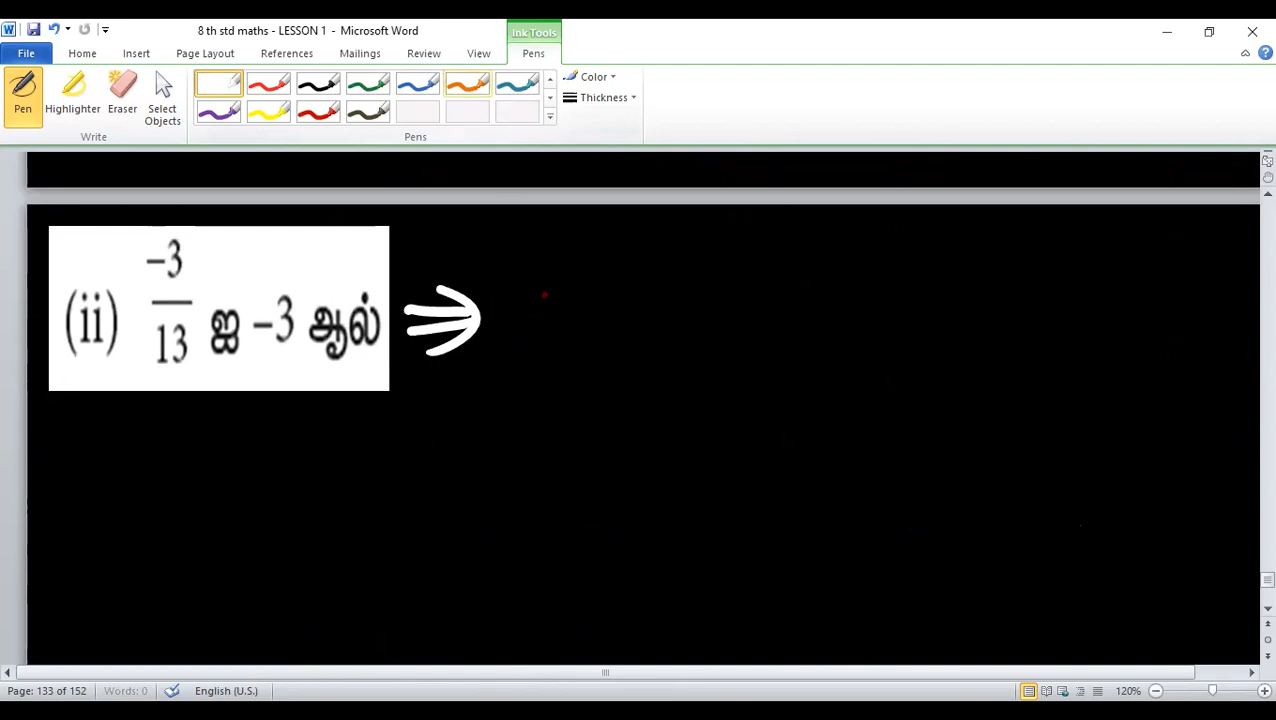 8 th std maths - LESSON 1 - Microsoft Word
Ink Tools
File Home Insert Page Layout References Mailings Review View Pens
Pen Highlighter Eraser Select Objects
Color
Thickness
Write Pens
(ii) −3/13 ஐ −3 ஆல்
Page: 133 of 152 Words: 0 English (U.S.) 120%